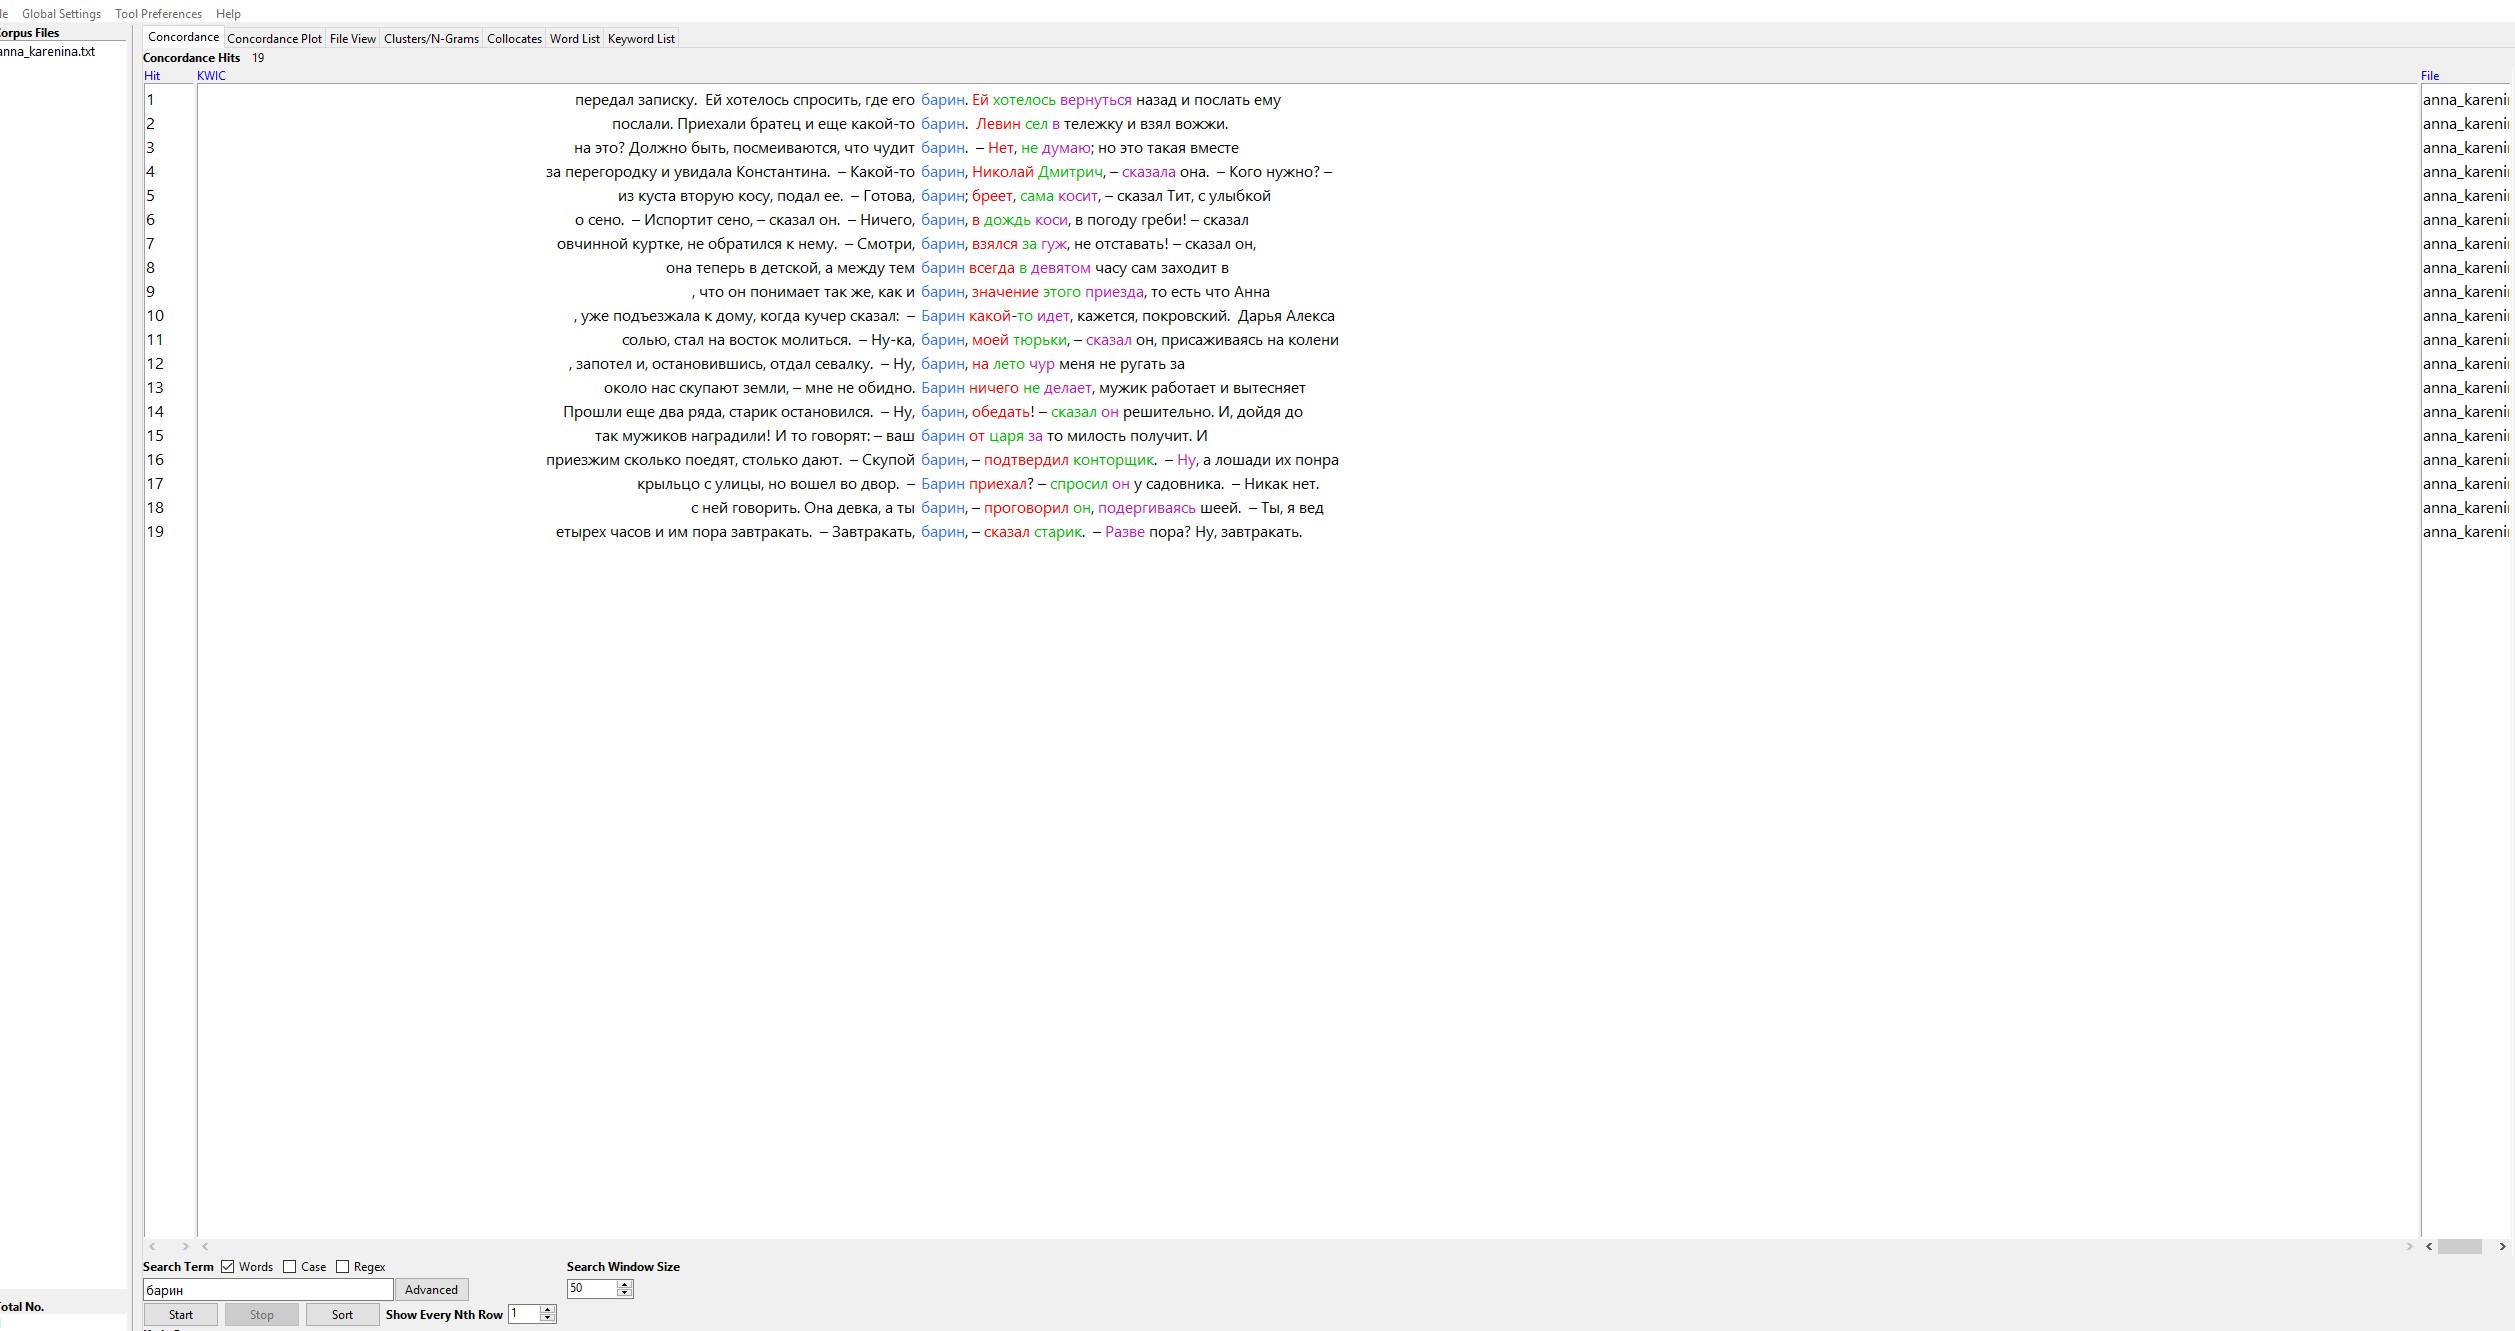 Global Settings Tool Preferences Help
Corpus Files
anna_karenina.txt
Concordance Concordance Plot File View Clusters/N-Grams Collocates Word List Keyword List
Concordance Hits 19
Hit KWIC File
1 передал записку. Ей хотелось спросить, где его барин. Ей хотелось вернуться назад и послать ему anna_kareni
2 послали. Приехали братец и еще какой-то барин. Левин сел в тележку и взял вожжи. anna_kareni
3 на это? Должно быть, посмеиваются, что чудит барин. – Нет, не думаю; но это такая вместе anna_kareni
4 за перегородку и увидала Константина. – Какой-то барин, Николай Дмитрич, – сказала она. – Кого нужно? – anna_kareni
5 из куста вторую косу, подал ее. – Готова, барин; бреет, сама косит, – сказал Тит, с улыбкой anna_kareni
6 о сено. – Испортит сено, – сказал он. – Ничего, барин, в дождь коси, в погоду греби! – сказал anna_kareni
7 овчинной куртке, не обратился к нему. – Смотри, барин, взялся за гуж, не отставать! – сказал он, anna_kareni
8 она теперь в детской, а между тем барин всегда в девятом часу сам заходит в anna_kareni
9 , что он понимает так же, как и барин, значение этого приезда, то есть что Анна anna_kareni
10 , уже подъезжала к дому, когда кучер сказал: – Барин какой-то идет, кажется, покровский. Дарья Алекса anna_kareni
11 солью, стал на восток молиться. – Ну-ка, барин, моей тюрьки, – сказал он, присаживаясь на колени anna_kareni
12 , запотел и, остановившись, отдал севалку. – Ну, барин, на лето чур меня не ругать за anna_kareni
13 около нас скупают земли, – мне не обидно. Барин ничего не делает, мужик работает и вытесняет anna_kareni
14 Прошли еще два ряда, старик остановился. – Ну, барин, обедать! – сказал он решительно. И, дойдя до anna_kareni
15 так мужиков наградили! И то говорят: – ваш барин от царя за то милость получит. И anna_kareni
16 приезжим сколько поедят, столько дают. – Скупой барин, – подтвердил конторщик. – Ну, а лошади их понра anna_kareni
17 крыльцо с улицы, но вошел во двор. – Барин приехал? – спросил он у садовника. – Никак нет. anna_kareni
18 с ней говорить. Она девка, а ты барин, – проговорил он, подергиваясь шеей. – Ты, я вед anna_kareni
19 етырех часов и им пора завтракать. – Завтракать, барин, – сказал старик. – Разве пора? Ну, завтракать. anna_kareni
Search Term Words Case Regex Search Window Size
барин Advanced 50
Total No.
Start Stop Sort Show Every Nth Row 1